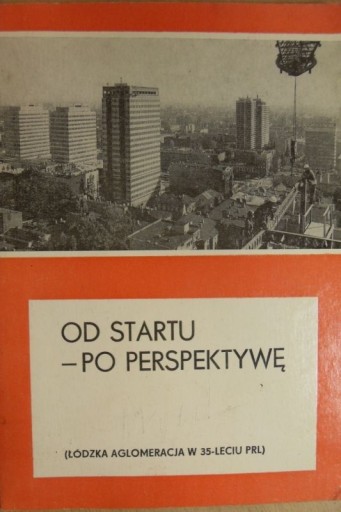 OD STARTU
–PO PERSPEKTYWĘ
(ŁÓDZKA AGLOMERACJA W 35-LECIU PRL)